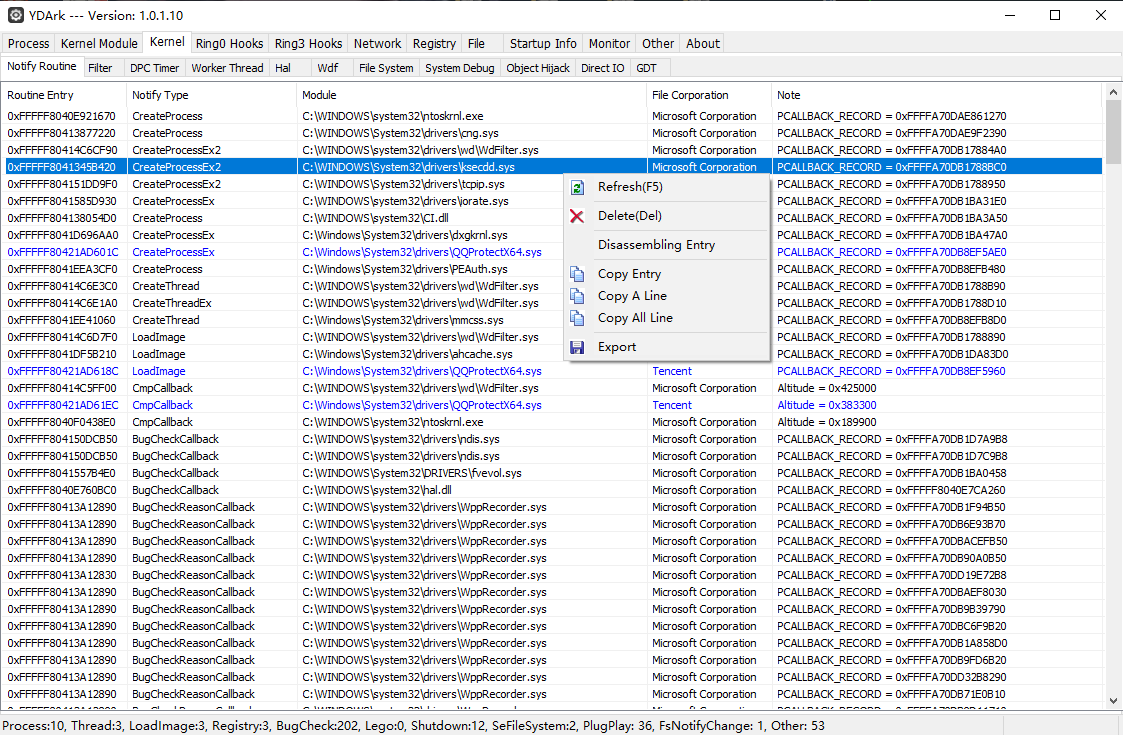 YDArk --- Version: 1.0.1.10
Process Kernel Module Kernel Ring0 Hooks Ring3 Hooks Network Registry File Startup Info Monitor Other About
Notify Routine Filter DPC Timer Worker Thread Hal Wdf File System System Debug Object Hijack Direct IO GDT
Routine Entry Notify Type Module File Corporation Note
0xFFFFF8040E921670 CreateProcess C:\WINDOWS\system32\ntoskrnl.exe Microsoft Corporation PCALLBACK_RECORD = 0xFFFFA70DAE861270
0xFFFFF80413877220 CreateProcess C:\WINDOWS\System32\drivers\cng.sys Microsoft Corporation PCALLBACK_RECORD = 0xFFFFA70DAE9F2390
0xFFFFF80414C6CF90 CreateProcessEx2 C:\WINDOWS\system32\drivers\wd\WdFilter.sys Microsoft Corporation PCALLBACK_RECORD = 0xFFFFA70DB17884A0
0xFFFFF8041345B420 CreateProcessEx2 C:\WINDOWS\System32\drivers\ksecdd.sys Microsoft Corporation PCALLBACK_RECORD = 0xFFFFA70DB1788BC0
0xFFFFF804151DD9F0 CreateProcessEx2 C:\WINDOWS\System32\drivers\tcpip.sys PCALLBACK_RECORD = 0xFFFFA70DB1788950
0xFFFFF8041585D930 CreateProcessEx C:\WINDOWS\system32\drivers\iorate.sys PCALLBACK_RECORD = 0xFFFFA70DB1BA31E0
0xFFFFF804138054D0 CreateProcess C:\WINDOWS\system32\CI.dll PCALLBACK_RECORD = 0xFFFFA70DB1BA3A50
0xFFFFF8041D696AA0 CreateProcessEx C:\WINDOWS\System32\drivers\dxgkrnl.sys PCALLBACK_RECORD = 0xFFFFA70DB1BA47A0
0xFFFFF80421AD601C CreateProcessEx C:\Windows\System32\drivers\QQProtectX64.sys PCALLBACK_RECORD = 0xFFFFA70DB8EF5AE0
0xFFFFF8041EEA3CF0 CreateProcess C:\Windows\System32\drivers\PEAuth.sys PCALLBACK_RECORD = 0xFFFFA70DB8EFB480
0xFFFFF80414C6E3C0 CreateThread C:\WINDOWS\system32\drivers\wd\WdFilter.sys PCALLBACK_RECORD = 0xFFFFA70DB1788B90
0xFFFFF80414C6E1A0 CreateThreadEx C:\WINDOWS\system32\drivers\wd\WdFilter.sys PCALLBACK_RECORD = 0xFFFFA70DB1788D10
0xFFFFF8041EE41060 CreateThread C:\Windows\System32\drivers\mmcss.sys PCALLBACK_RECORD = 0xFFFFA70DB8EFB8D0
0xFFFFF80414C6D7F0 LoadImage C:\WINDOWS\system32\drivers\wd\WdFilter.sys PCALLBACK_RECORD = 0xFFFFA70DB1788890
0xFFFFF8041DF5B210 LoadImage C:\Windows\System32\drivers\ahcache.sys PCALLBACK_RECORD = 0xFFFFA70DB1DA83D0
0xFFFFF80421AD618C LoadImage C:\Windows\System32\drivers\QQProtectX64.sys Tencent PCALLBACK_RECORD = 0xFFFFA70DB8EF5960
0xFFFFF80414C5FF00 CmpCallback C:\WINDOWS\system32\drivers\wd\WdFilter.sys Microsoft Corporation Altitude = 0x425000
0xFFFFF80421AD61EC CmpCallback C:\Windows\System32\drivers\QQProtectX64.sys Tencent Altitude = 0x383300
0xFFFFF8040F0438E0 CmpCallback C:\WINDOWS\system32\ntoskrnl.exe Microsoft Corporation Altitude = 0x189900
0xFFFFF804150DCB50 BugCheckCallback C:\WINDOWS\system32\drivers\ndis.sys Microsoft Corporation PCALLBACK_RECORD = 0xFFFFA70DB1D7A9B8
0xFFFFF804150DCB50 BugCheckCallback C:\WINDOWS\system32\drivers\ndis.sys Microsoft Corporation PCALLBACK_RECORD = 0xFFFFA70DB1D7C9B8
0xFFFFF8041557B4E0 BugCheckCallback C:\WINDOWS\System32\DRIVERS\fvevol.sys Microsoft Corporation PCALLBACK_RECORD = 0xFFFFA70DB1BA0458
0xFFFFF8040E760BC0 BugCheckCallback C:\WINDOWS\system32\hal.dll Microsoft Corporation PCALLBACK_RECORD = 0xFFFFF8040E7CA260
0xFFFFF80413A12890 BugCheckReasonCallback C:\WINDOWS\system32\drivers\WppRecorder.sys Microsoft Corporation PCALLBACK_RECORD = 0xFFFFA70DB1F94B50
0xFFFFF80413A12890 BugCheckReasonCallback C:\WINDOWS\system32\drivers\WppRecorder.sys Microsoft Corporation PCALLBACK_RECORD = 0xFFFFA70DB6E93B70
0xFFFFF80413A12890 BugCheckReasonCallback C:\WINDOWS\system32\drivers\WppRecorder.sys Microsoft Corporation PCALLBACK_RECORD = 0xFFFFA70DBACEFB50
0xFFFFF80413A12890 BugCheckReasonCallback C:\WINDOWS\system32\drivers\WppRecorder.sys Microsoft Corporation PCALLBACK_RECORD = 0xFFFFA70DB90A0B50
0xFFFFF80413A12830 BugCheckReasonCallback C:\WINDOWS\system32\drivers\WppRecorder.sys Microsoft Corporation PCALLBACK_RECORD = 0xFFFFA70DD19E72B8
0xFFFFF80413A12890 BugCheckReasonCallback C:\WINDOWS\system32\drivers\WppRecorder.sys Microsoft Corporation PCALLBACK_RECORD = 0xFFFFA70DBAEF8030
0xFFFFF80413A12890 BugCheckReasonCallback C:\WINDOWS\system32\drivers\WppRecorder.sys Microsoft Corporation PCALLBACK_RECORD = 0xFFFFA70DB9B39790
0xFFFFF80413A12890 BugCheckReasonCallback C:\WINDOWS\system32\drivers\WppRecorder.sys Microsoft Corporation PCALLBACK_RECORD = 0xFFFFA70DBC6F9B20
0xFFFFF80413A12890 BugCheckReasonCallback C:\WINDOWS\system32\drivers\WppRecorder.sys Microsoft Corporation PCALLBACK_RECORD = 0xFFFFA70DB1A858D0
0xFFFFF80413A12890 BugCheckReasonCallback C:\WINDOWS\system32\drivers\WppRecorder.sys Microsoft Corporation PCALLBACK_RECORD = 0xFFFFA70DB9FD6B20
0xFFFFF80413A12890 BugCheckReasonCallback C:\WINDOWS\system32\drivers\WppRecorder.sys Microsoft Corporation PCALLBACK_RECORD = 0xFFFFA70DD32B8290
0xFFFFF80413A12890 BugCheckReasonCallback C:\WINDOWS\system32\drivers\WppRecorder.sys Microsoft Corporation PCALLBACK_RECORD = 0xFFFFA70DB71E0B10
Refresh(F5)
Delete(Del)
Disassembling Entry
Copy Entry
Copy A Line
Copy All Line
Export
Process:10, Thread:3, LoadImage:3, Registry:3, BugCheck:202, Lego:0, Shutdown:12, SeFileSystem:2, PlugPlay: 36, FsNotifyChange: 1, Other: 53